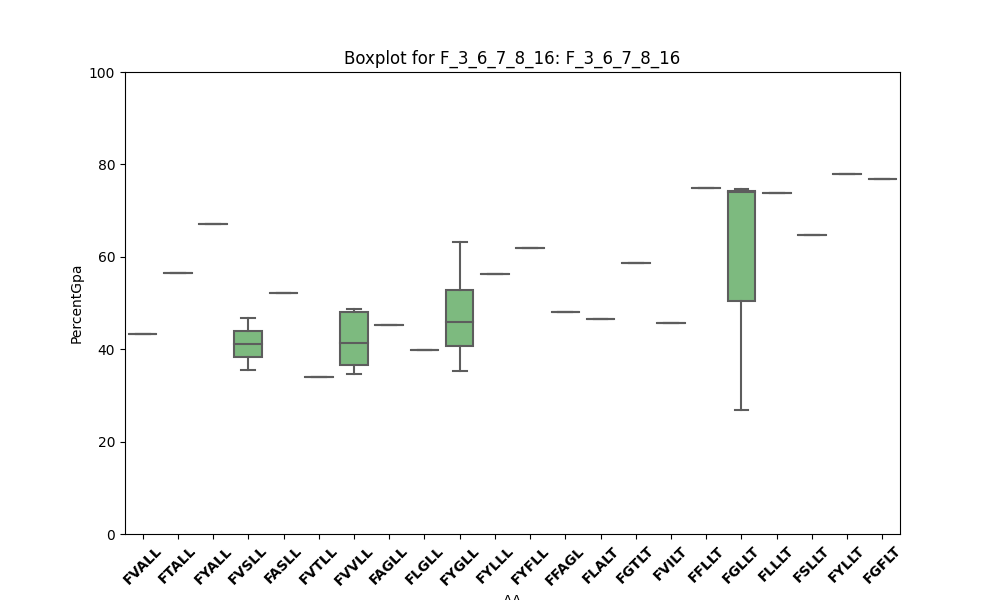 Boxplot for F_3_6_7_8_16: F_3_6_7_8_16
100
80
60
40
20
0
PercentGpa
FVALL FTALL FYALL FVSLL FASLL FVTLL FVVLL FAGLL FLGLL FYGLL FYLLL FYFLL FFAGL FLALT FGTLT FVILT FFLLT FGLLT FLLLT FSLLT FYLLT FGFLT
AA